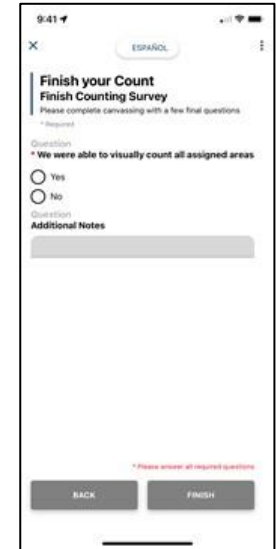 9:41
ESPAÑOL
Finish your Count
Finish Counting Survey
Please complete canvassing with a few final questions
* Required
Question
* We were able to visually count all assigned areas
Yes
No
Question
Additional Notes
* Please answer all required questions
BACK
FINISH